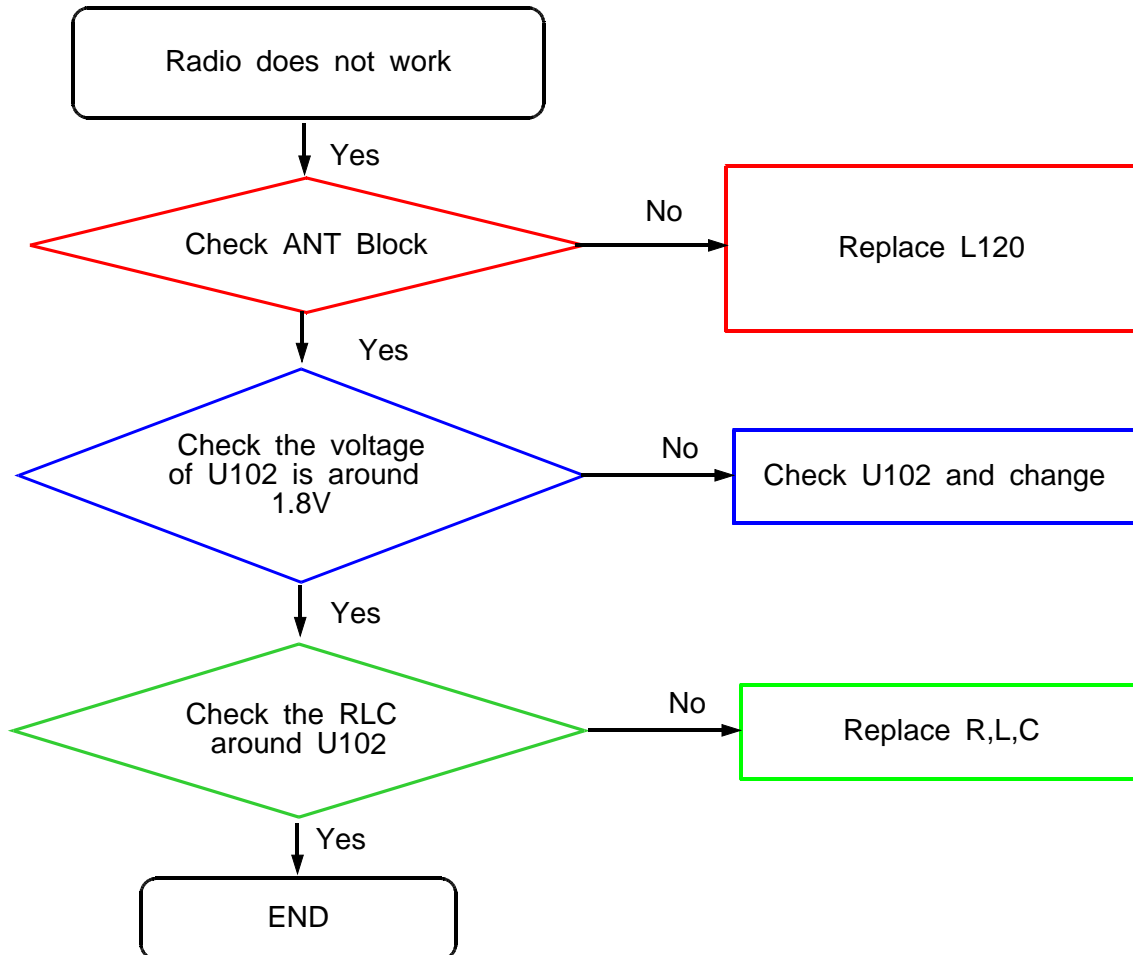 Radio does not work
Yes
Check ANT Block
No
Replace L120
Yes
Check the voltage
of U102 is around
1.8V
No
Check U102 and change
Yes
Check the RLC
around U102
No
Replace R,L,C
Yes
END